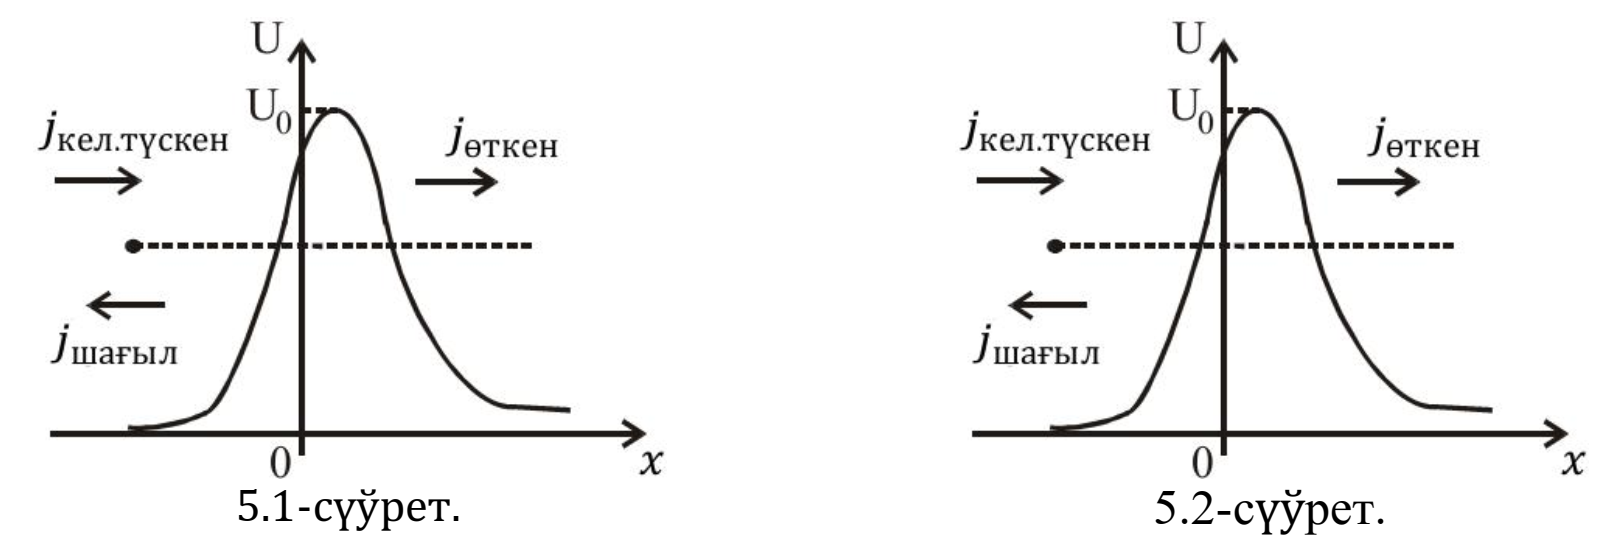 U
U₀
jкел.түскен
jөткен
jшағыл
0
x
5.1-сүўрет.
U
U₀
jкел.түскен
jөткен
jшағыл
0
x
5.2-сүўрет.